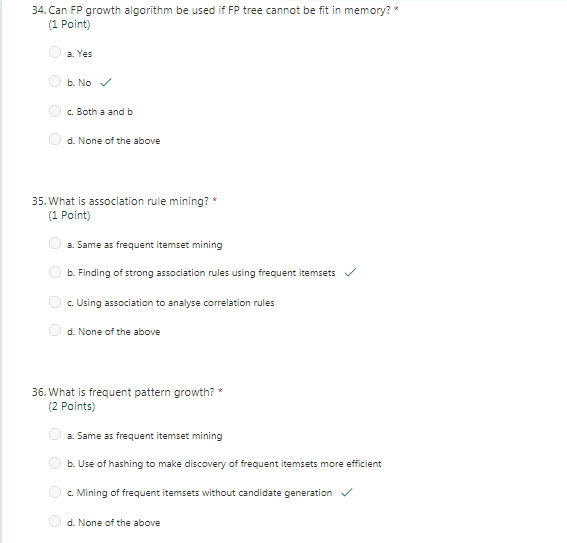 34. Can FP growth algorithm be used if FP tree cannot be fit in memory? *
(1 Point)
a. Yes
b. No ✓
c. Both a and b
d. None of the above
35. What is association rule mining? *
(1 Point)
a. Same as frequent itemset mining
b. Finding of strong association rules using frequent itemsets ✓
c. Using association to analyse correlation rules
d. None of the above
36. What is frequent pattern growth? *
(2 Points)
a. Same as frequent itemset mining
b. Use of hashing to make discovery of frequent itemsets more efficient
c. Mining of frequent itemsets without candidate generation ✓
d. None of the above